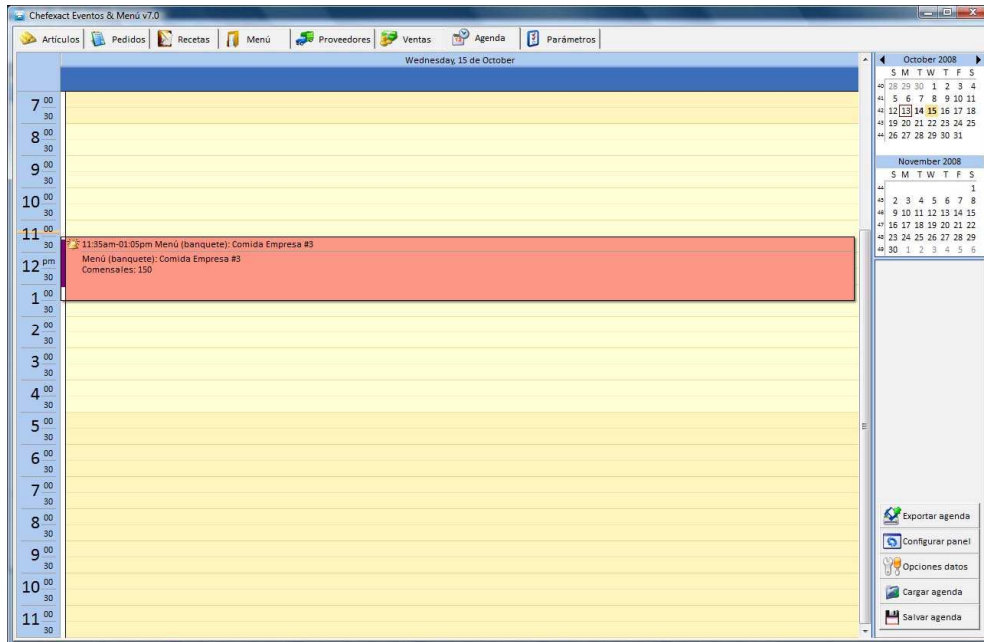 Chefexact Eventos & Menú v7.0
Artículos Pedidos Recetas Menú Proveedores Ventas Agenda Parámetros
Wednesday, 15 de October
7 00
30
8 00
30
9 00
30
10 00
30
11 00
30
12 pm
30
1 00
30
2 00
30
3 00
30
4 00
30
5 00
30
6 00
30
7 00
30
8 00
30
9 00
30
10 00
30
11 00
30
11:35am-01:05pm Menú (banquete): Comida Empresa #3
Menú (banquete): Comida Empresa #3
Comensales: 150
October 2008
S M T W T F S
40 28 29 30 1 2 3 4
41 5 6 7 8 9 10 11
42 12 13 14 15 16 17 18
43 19 20 21 22 23 24 25
44 26 27 28 29 30 31
November 2008
S M T W T F S
44 1
45 2 3 4 5 6 7 8
46 9 10 11 12 13 14 15
47 16 17 18 19 20 21 22
48 23 24 25 26 27 28 29
49 30 1 2 3 4 5 6
Exportar agenda
Configurar panel
Opciones datos
Cargar agenda
Salvar agenda